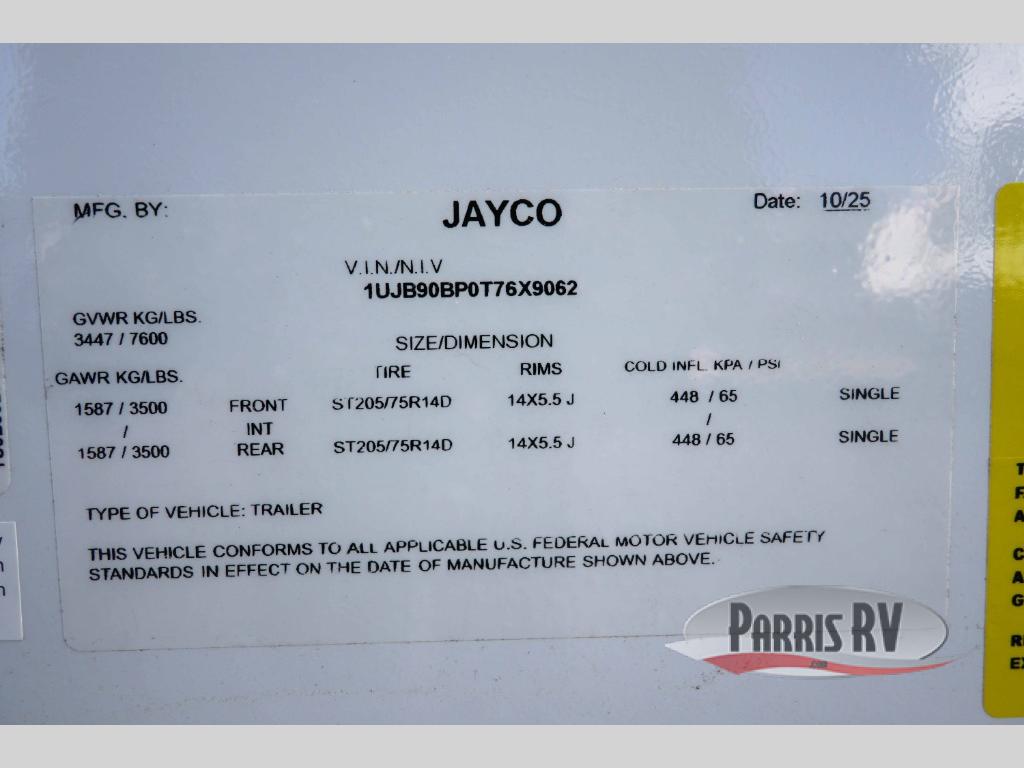 MFG. BY: JAYCO Date: 10/25
V.I.N./N.I.V
1UJB90BP0T76X9062
GVWR KG/LBS.
3447 / 7600
SIZE/DIMENSION
GAWR KG/LBS. TIRE RIMS COLD INFL. KPA / PSI
1587 / 3500 FRONT ST205/75R14D 14X5.5 J 448 / 65 SINGLE
/ INT /
1587 / 3500 REAR ST205/75R14D 14X5.5 J 448 / 65 SINGLE
TYPE OF VEHICLE: TRAILER
THIS VEHICLE CONFORMS TO ALL APPLICABLE U.S. FEDERAL MOTOR VEHICLE SAFETY
STANDARDS IN EFFECT ON THE DATE OF MANUFACTURE SHOWN ABOVE.
PARRIS RV
.com